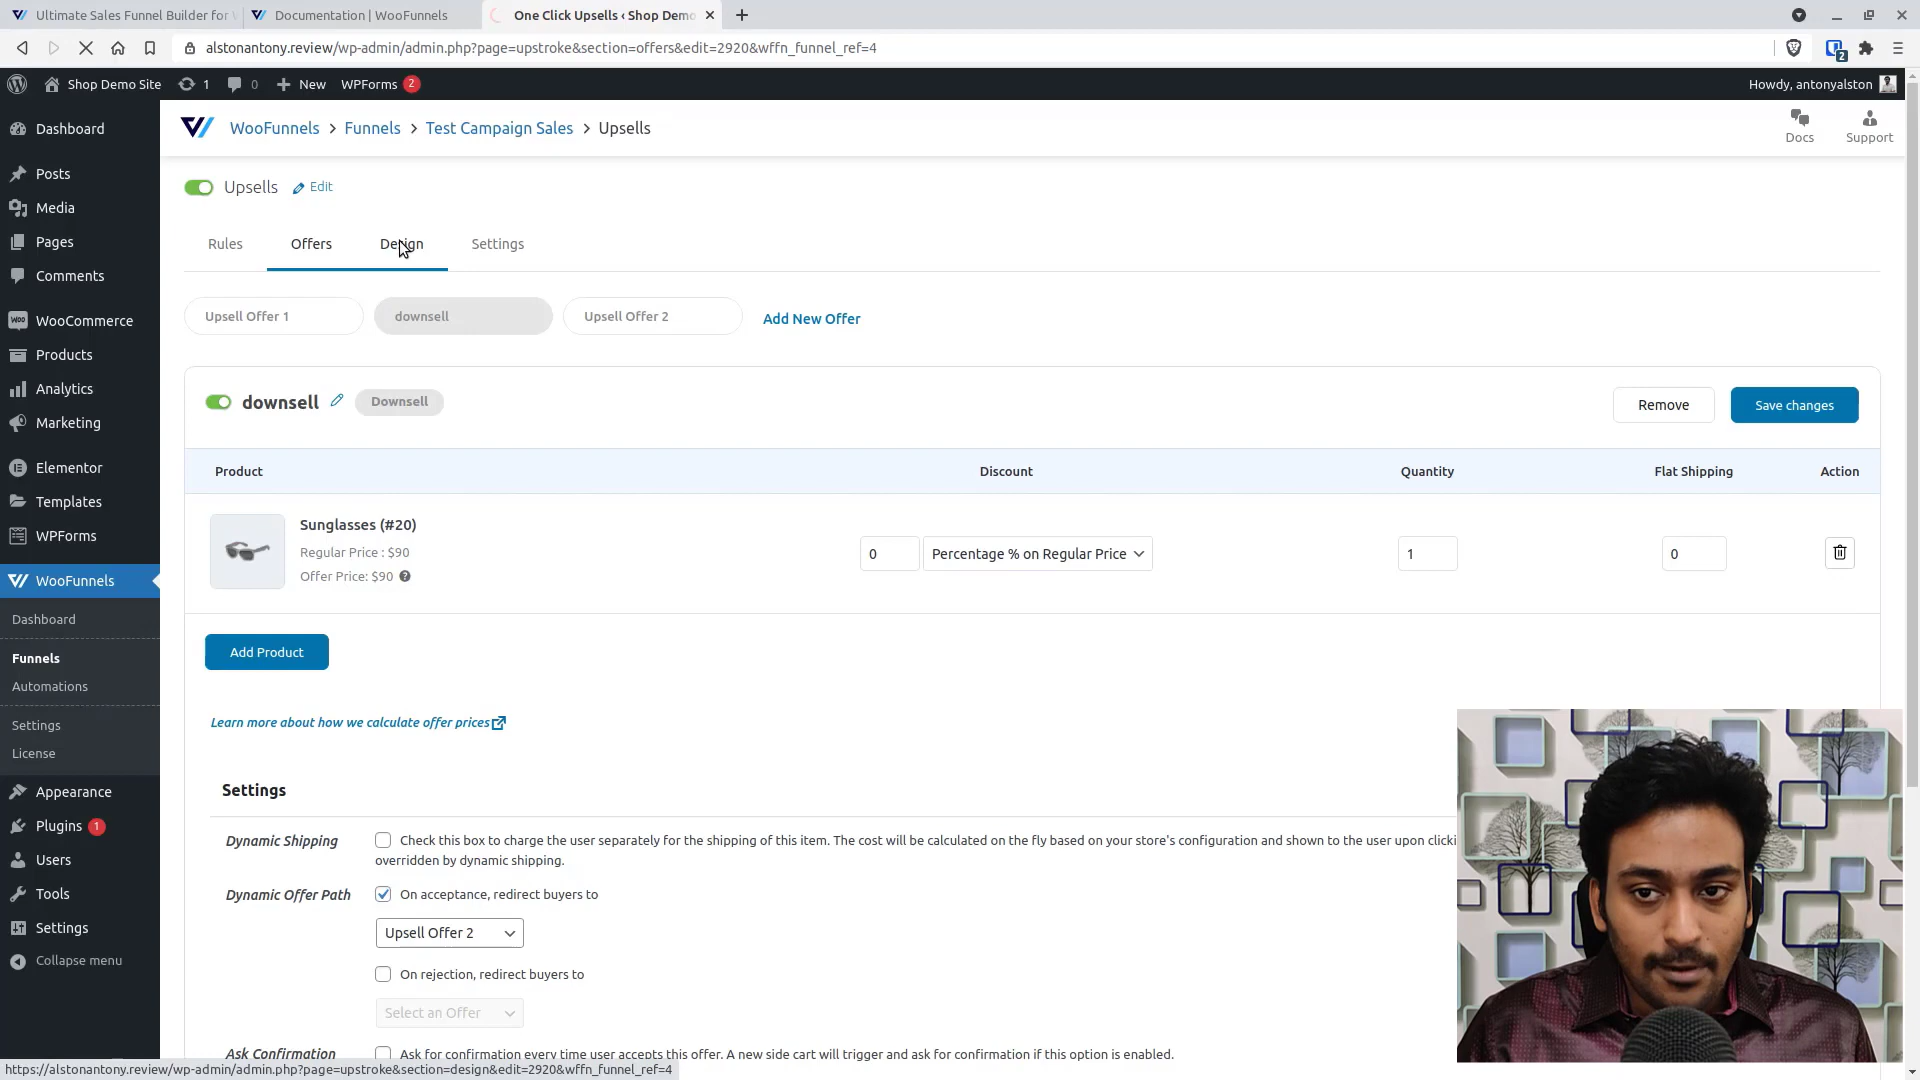 Ultimate Sales Funnel Builder for W
Documentation | WooFunnels
One Click Upsells ‹ Shop Demo
alstonantony.review/wp-admin/admin.php?page=upstroke&section=offers&edit=2920&wffn_funnel_ref=4
2
Shop Demo Site
1
0
New
WPForms 2
Howdy, antonyalston
WooFunnels > Funnels > Test Campaign Sales > Upsells
Docs
Support
Dashboard
Posts
Media
Pages
Comments
WooCommerce
Products
Analytics
Marketing
Elementor
Templates
WPForms
WooFunnels
Dashboard
Funnels
Automations
Settings
License
Appearance
Plugins 1
Users
Tools
Settings
Collapse menu
Upsells Edit
Rules Offers Design Settings
Upsell Offer 1 downsell Upsell Offer 2 Add New Offer
downsell Downsell
Remove Save changes
Product Discount Quantity Flat Shipping Action
Sunglasses (#20)
Regular Price : $90
Offer Price: $90
0 Percentage % on Regular Price 1 0
Add Product
Learn more about how we calculate offer prices
Settings
Dynamic Shipping Check this box to charge the user separately for the shipping of this item. The cost will be calculated on the fly based on your store's configuration and shown to the user upon clicki
overridden by dynamic shipping.
Dynamic Offer Path On acceptance, redirect buyers to
Upsell Offer 2
On rejection, redirect buyers to
Select an Offer
Ask Confirmation Ask for confirmation every time user accepts this offer. A new side cart will trigger and ask for confirmation if this option is enabled.
https://alstonantony.review/wp-admin/admin.php?page=upstroke&section=design&edit=2920&wffn_funnel_ref=4